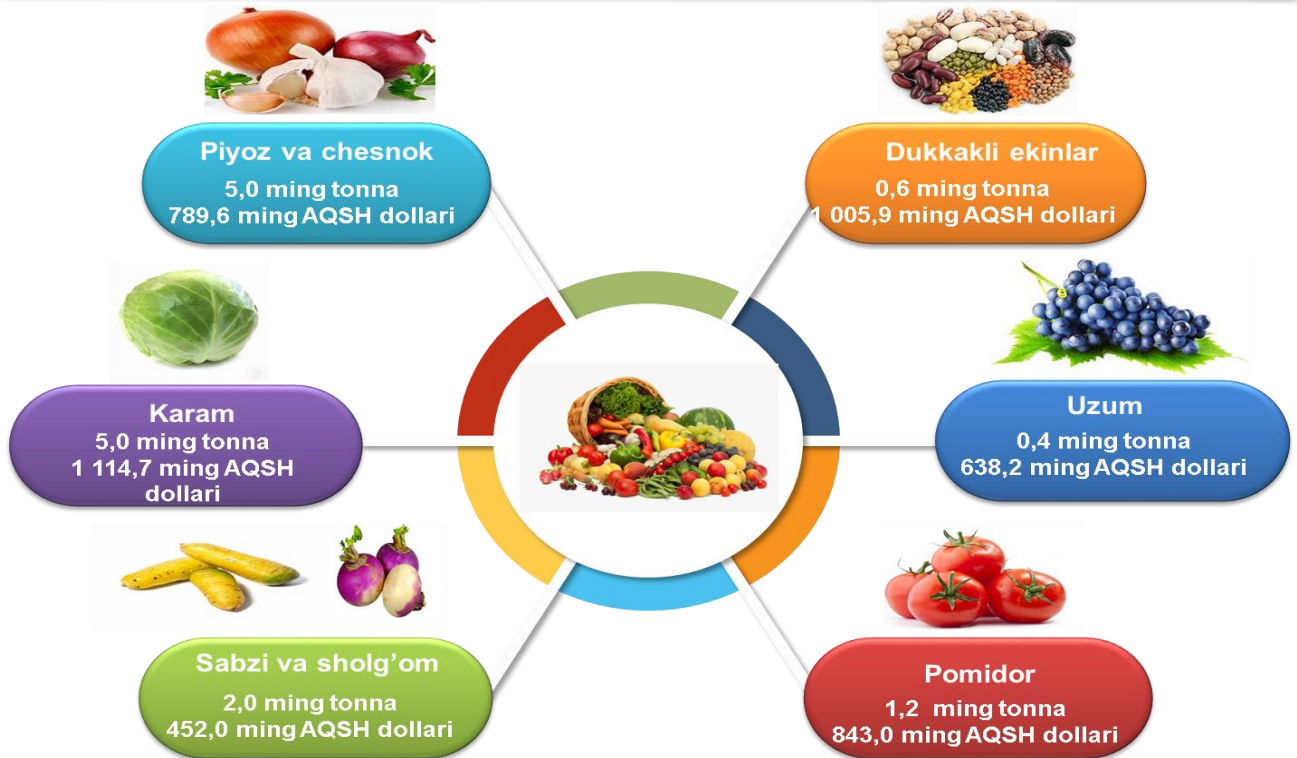 Piyoz va chesnok
5,0 ming tonna
789,6 ming AQSH dollari
Dukkakli ekinlar
0,6 ming tonna
1 005,9 ming AQSH dollari
Karam
5,0 ming tonna
1 114,7 ming AQSH
dollari
Uzum
0,4 ming tonna
638,2 ming AQSH dollari
Sabzi va sholg’om
2,0 ming tonna
452,0 ming AQSH dollari
Pomidor
1,2 ming tonna
843,0 ming AQSH dollari